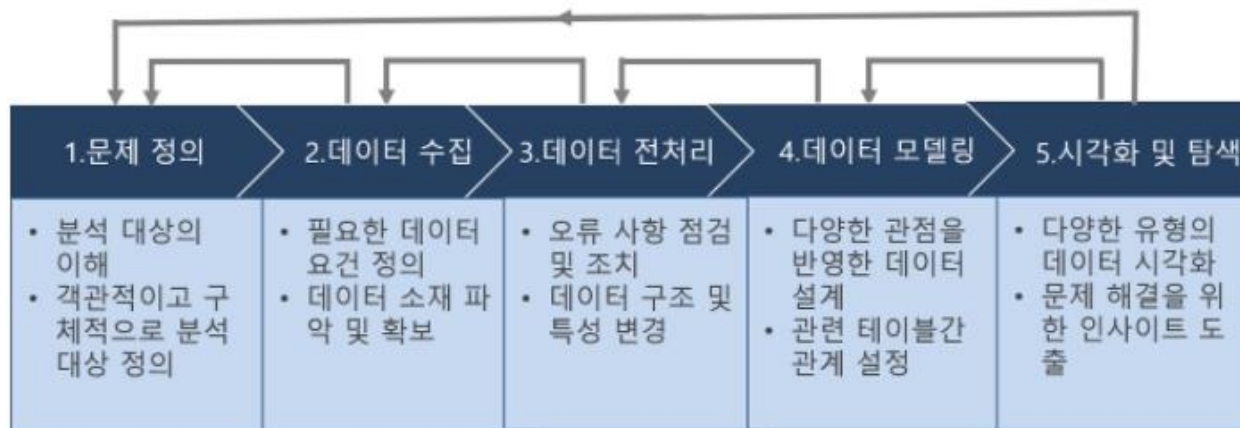 1.문제 정의
2.데이터 수집
3.데이터 전처리
4.데이터 모델링
5.시각화 및 탐색
• 분석 대상의
이해
• 객관적이고 구
체적으로 분석
대상 정의
• 필요한 데이터
요건 정의
• 데이터 소재 파
악 및 확보
• 오류 사항 점검
및 조치
• 데이터 구조 및
특성 변경
• 다양한 관점을
반영한 데이터
설계
• 관련 테이블간
관계 설정
• 다양한 유형의
데이터 시각화
• 문제 해결을 위
한 인사이트 도
출